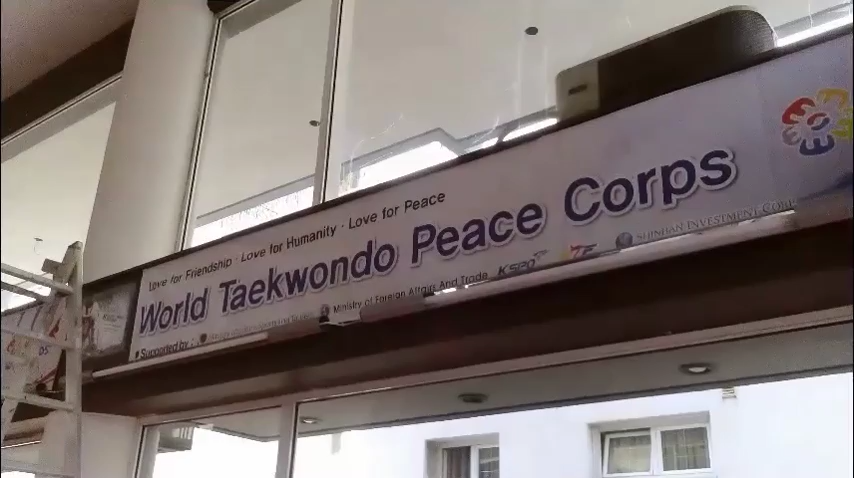 Love for Friendship · Love for Humanity · Love for Peace
World Taekwondo Peace Corps
Supported by :
Ministry of Foreign Affairs And Trade KSPO TF SHINHAN INVESTMENT CORP.